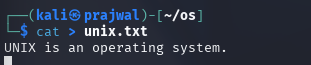 ┌──(kali㉿prajwal)-[~/os]
└─$ cat > unix.txt
UNIX is an operating system.